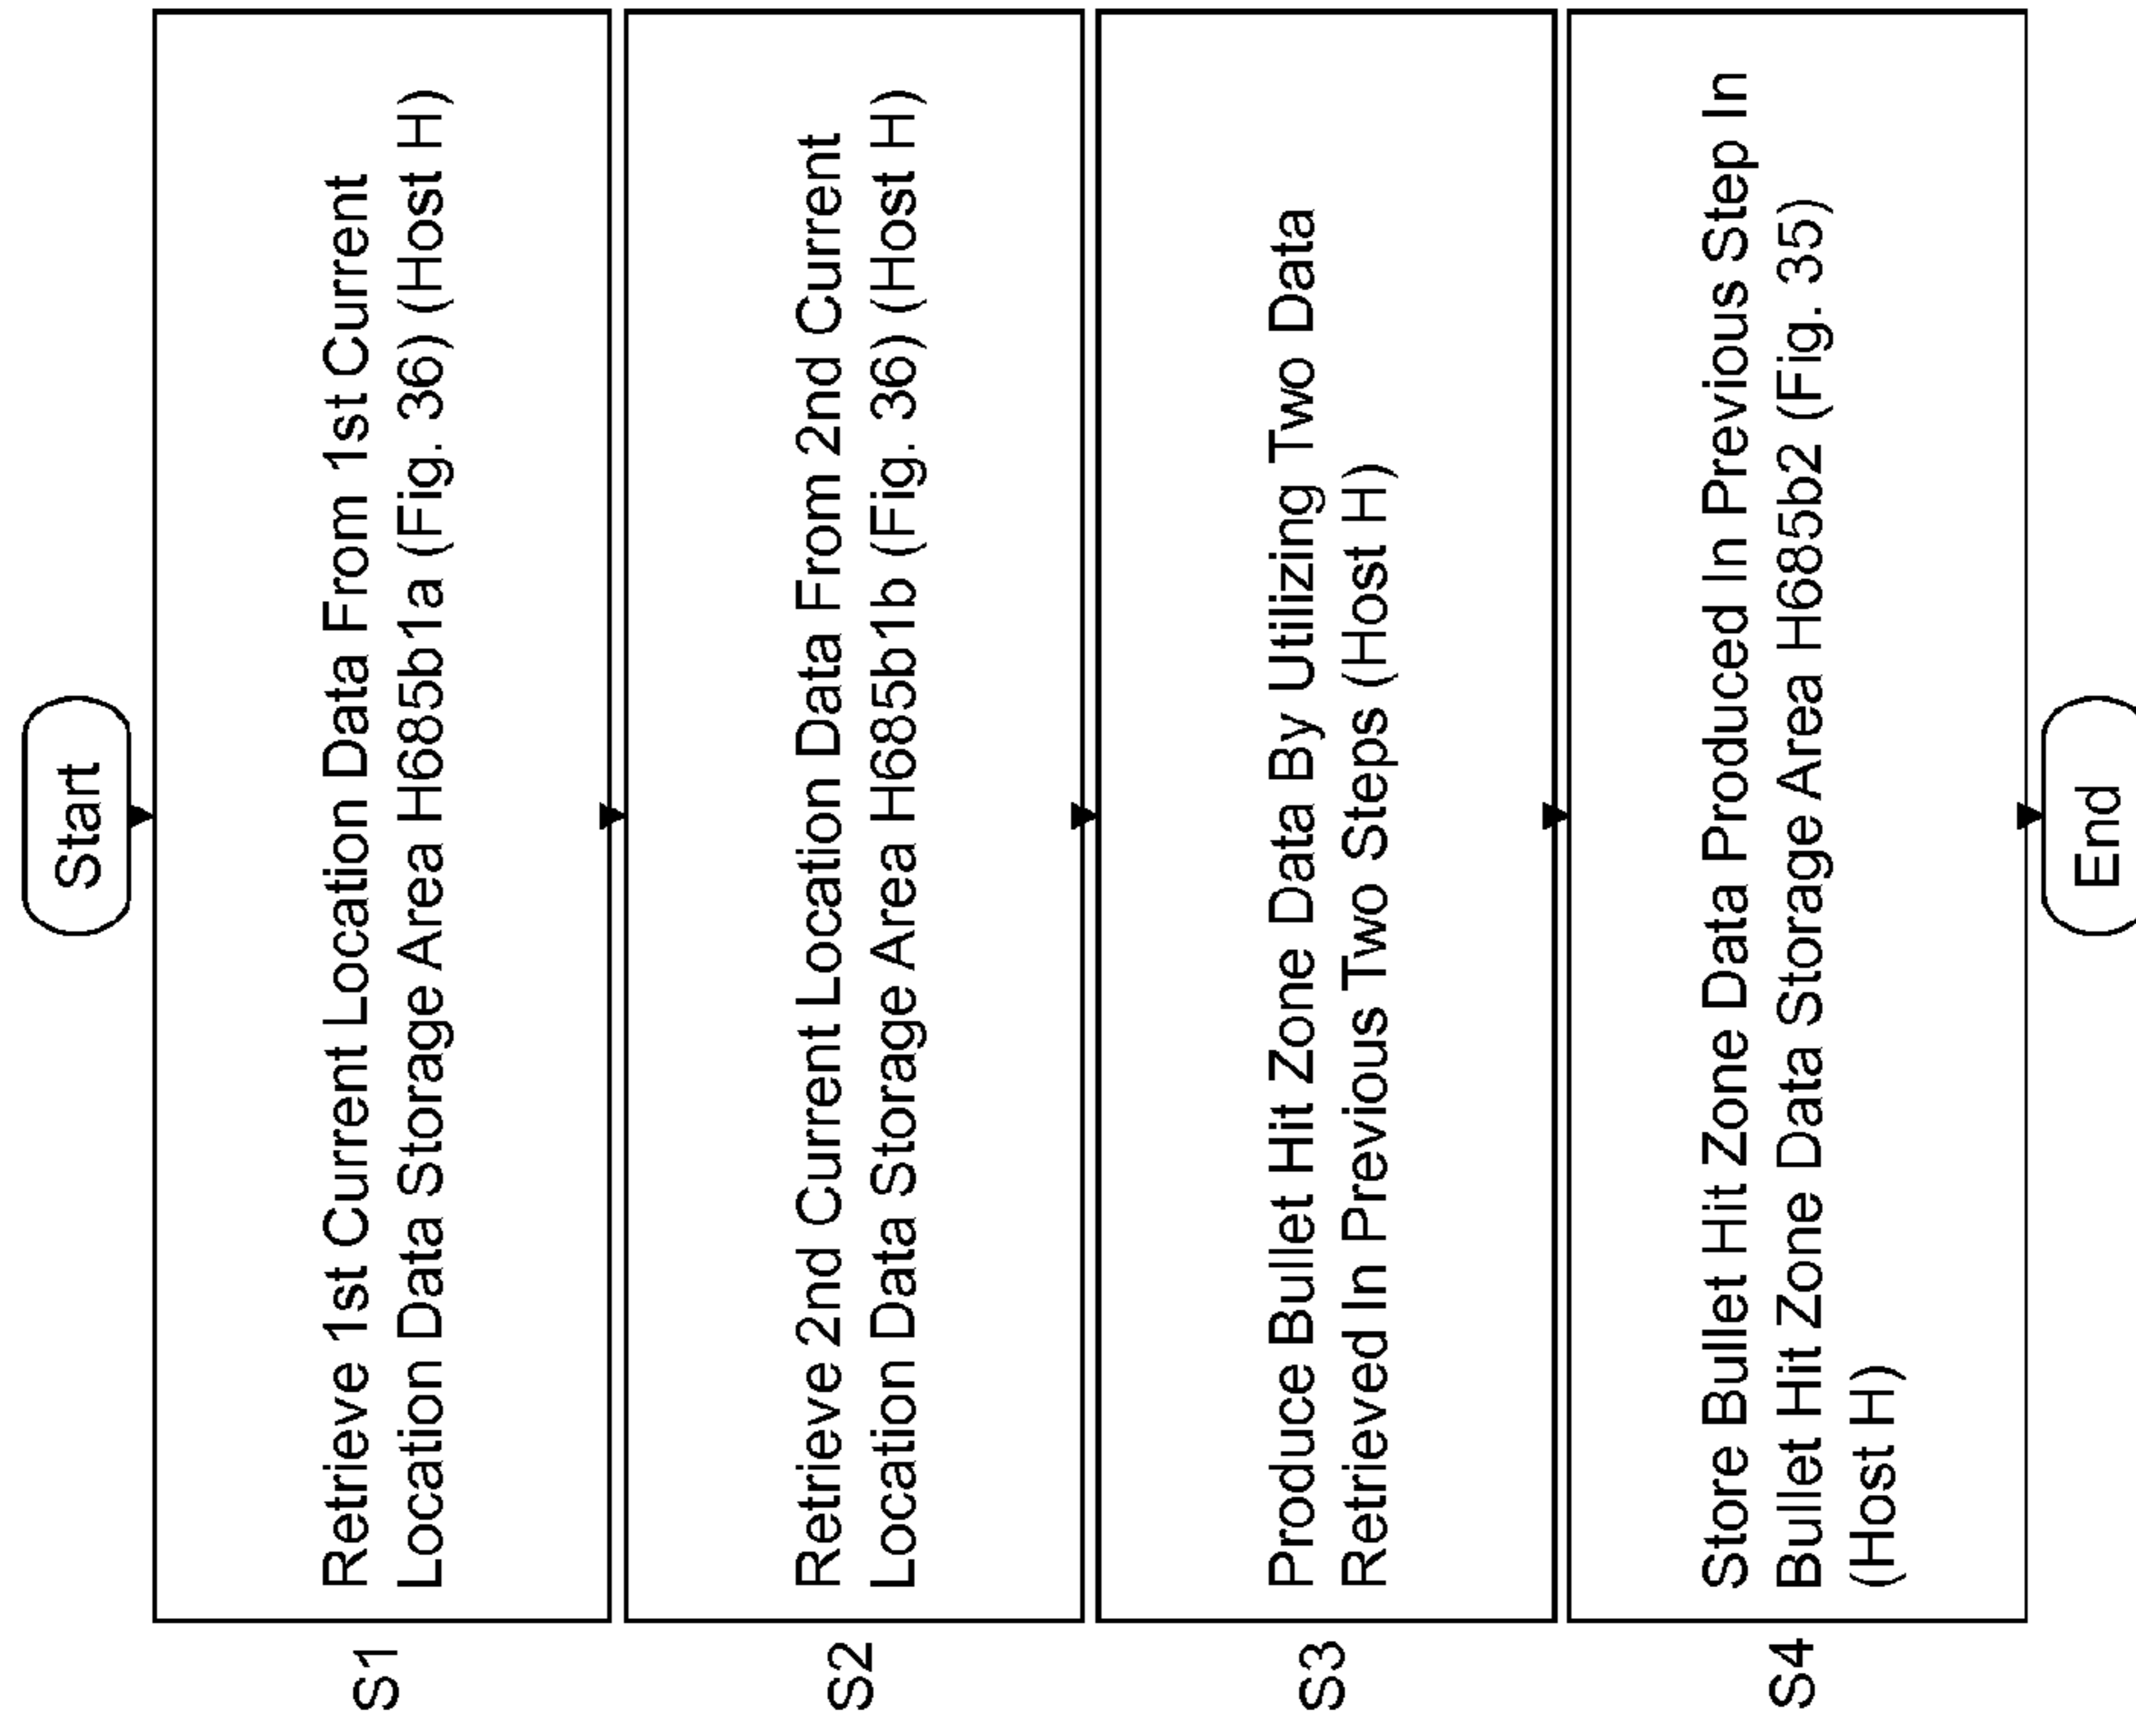 Start
S1
Retrieve 1st Current Location Data From 1st Current
Location Data Storage Area H685b1a (Fig. 36) (Host H)
S2
Retrieve 2nd Current Location Data From 2nd Current
Location Data Storage Area H685b1b (Fig. 36) (Host H)
S3
Produce Bullet Hit Zone Data By Utilizing Two Data
Retrieved In Previous Two Steps (Host H)
S4
Store Bullet Hit Zone Data Produced In Previous Step In
Bullet Hit Zone Data Storage Area H685b2 (Fig. 35)
(Host H)
End